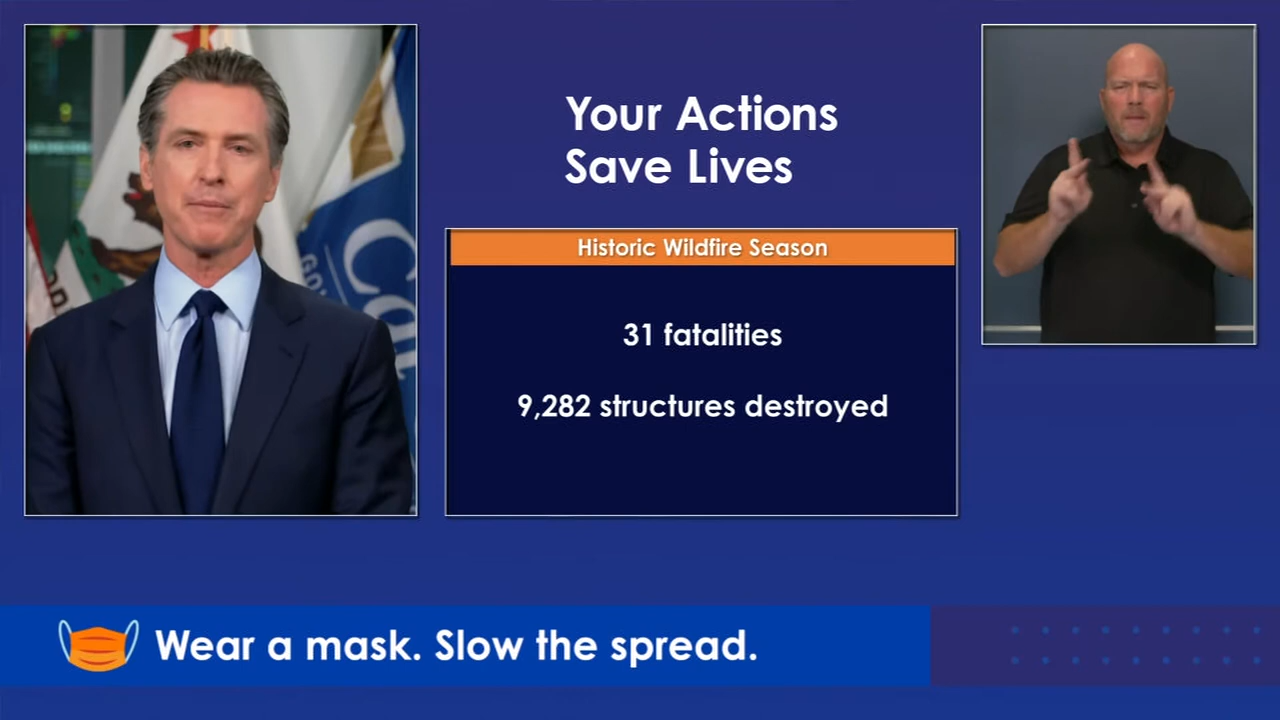 Your Actions
Save Lives
Historic Wildfire Season
31 fatalities
9,282 structures destroyed
Wear a mask. Slow the spread.